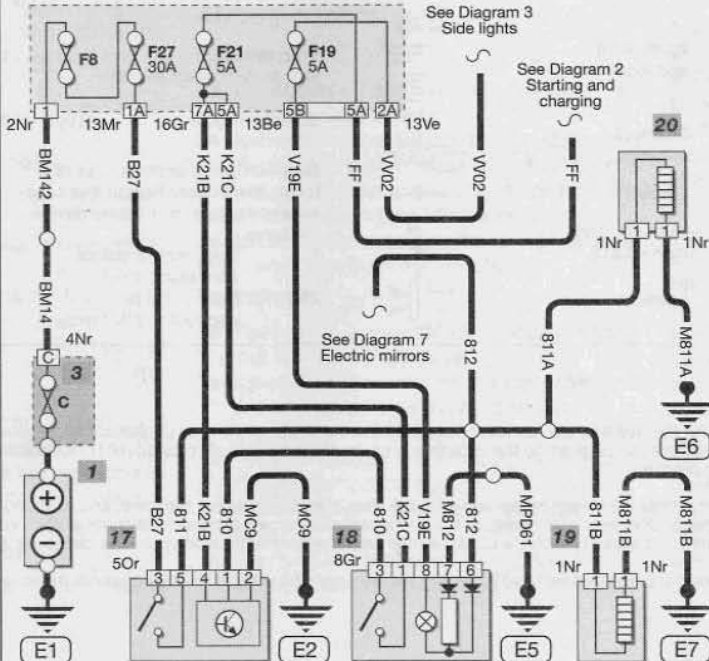 See Diagram 3
Side lights
See Diagram 2
Starting and
charging
F8
F27
30A
F21
5A
F19
5A
1
1A
7A
5A
5B
5A
2A
2Nr
13Mr
16Gr
13Be
13Ve
20
BM142
B27
K21B
K21C
V19E
FF
VV02
VV02
FF
1
1
1Nr
1Nr
BM14
See Diagram 7
Electric mirrors
812
811A
M811A
4Nr
C
3
C
E6
1
B27
811
K21B
810
MC9
MC9
810
K21C
V19E
M812
812
MPD61
811B
M811B
M811B
17
5Or
3
5
4
1
2
18
8Gr
3
1
8
7
6
19
1Nr
1
1
1Nr
E1
E2
E5
E7